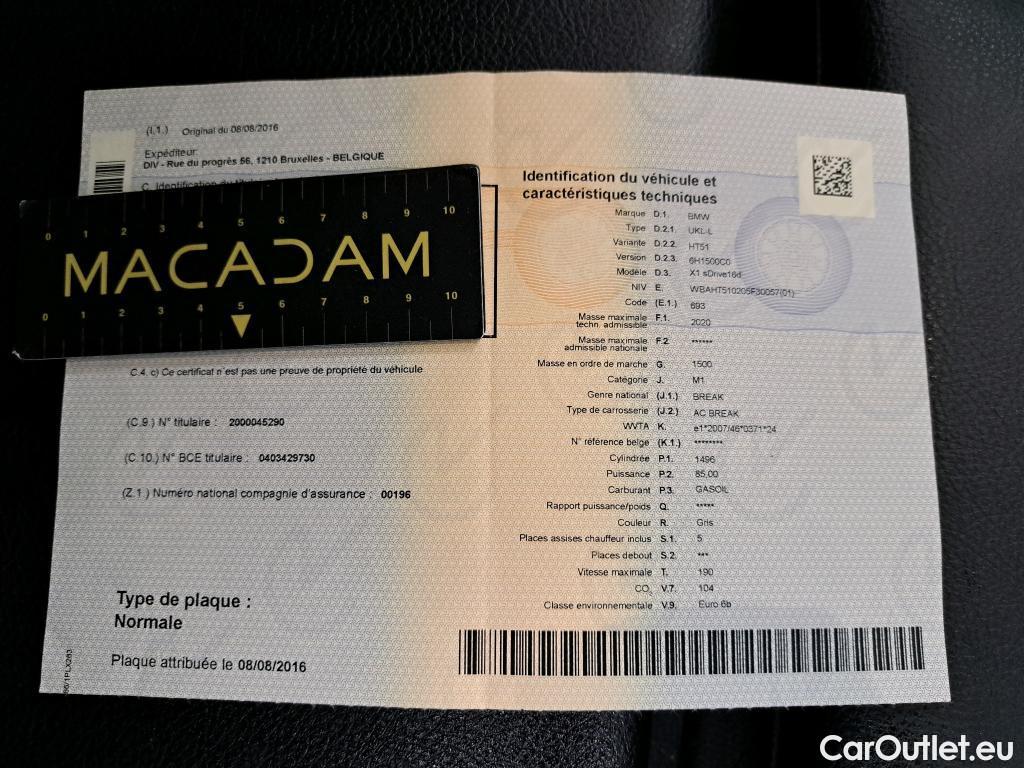 (I.1.) Original du 08/08/2016
Expéditeur:
DIV - Rue du progrès 56, 1210 Bruxelles - BELGIQUE
C. Identification du
0 1 2 3 4 5 6 7 8 9 10
MACADAM
0 1 2 3 4 5 6 7 8 9 10
C.4. c) Ce certificat n'est pas une preuve de propriété du véhicule
(C.9.) N° titulaire : 2000045290
(C.10.) N° BCE titulaire : 0403429730
(Z.1.) Numéro national compagnie d'assurance : 00196
Type de plaque :
Normale
Plaque attribuée le 08/08/2016
Identification du véhicule et
caractéristiques techniques
Marque D.1. BMW
Type D.2.1. UKL-L
Variante D.2.2. HT51
Version D.2.3. 6H1500C0
Modèle D.3. X1 sDrive16d
NIV E. WBAHT510205F30057(01)
Code (E.1.) 693
Masse maximale
techn. admissible F.1. 2020
Masse maximale
admissible nationale F.2. ******
Masse en ordre de marche G. 1500
Catégorie J. M1
Genre national (J.1.) BREAK
Type de carrosserie (J.2.) AC BREAK
WVTA K. e1*2007/46*0371*24
N° référence belge (K.1.) ********
Cylindrée P.1. 1496
Puissance P.2. 85,00
Carburant P.3. GASOIL
Rapport puissance/poids Q. *****
Couleur R. Gris
Places assises chauffeur inclus S.1. 5
Places debout S.2. ***
Vitesse maximale T. 190
CO2 V.7. 104
Classe environnementale V.9. Euro 6b
CarOutlet.eu